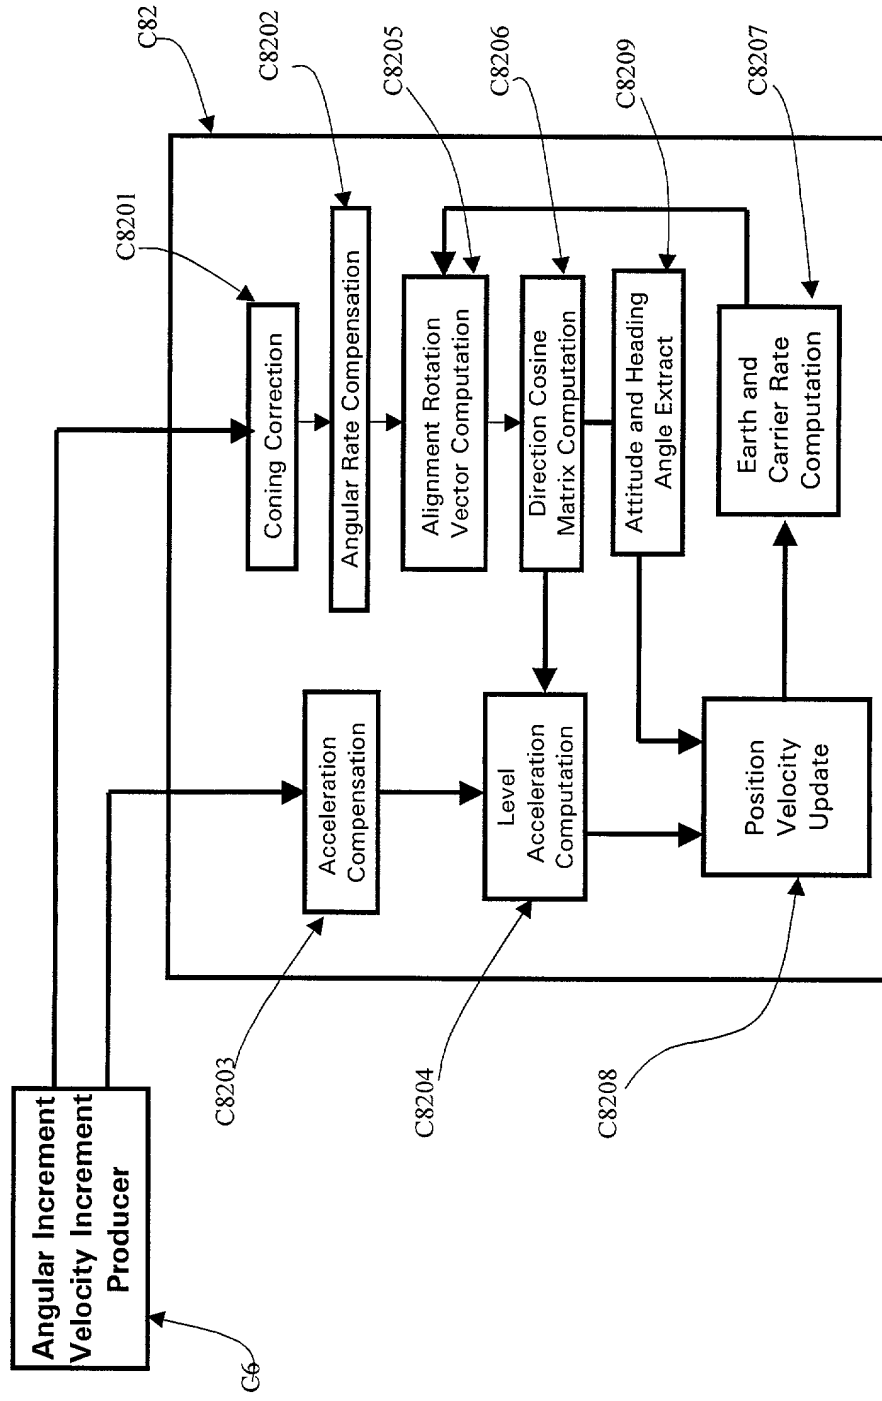 Angular Increment
Velocity Increment
Producer
C6
C82
C8201
Coning Correction
C8202
Angular Rate Compensation
C8205
Alignment Rotation
Vector Computation
C8206
Direction Cosine
Matrix Computation
C8209
Attitude and Heading
Angle Extract
C8207
Earth and
Carrier Rate
Computation
C8203
Acceleration
Compensation
C8204
Level
Acceleration
Computation
C8208
Position
Velocity
Update